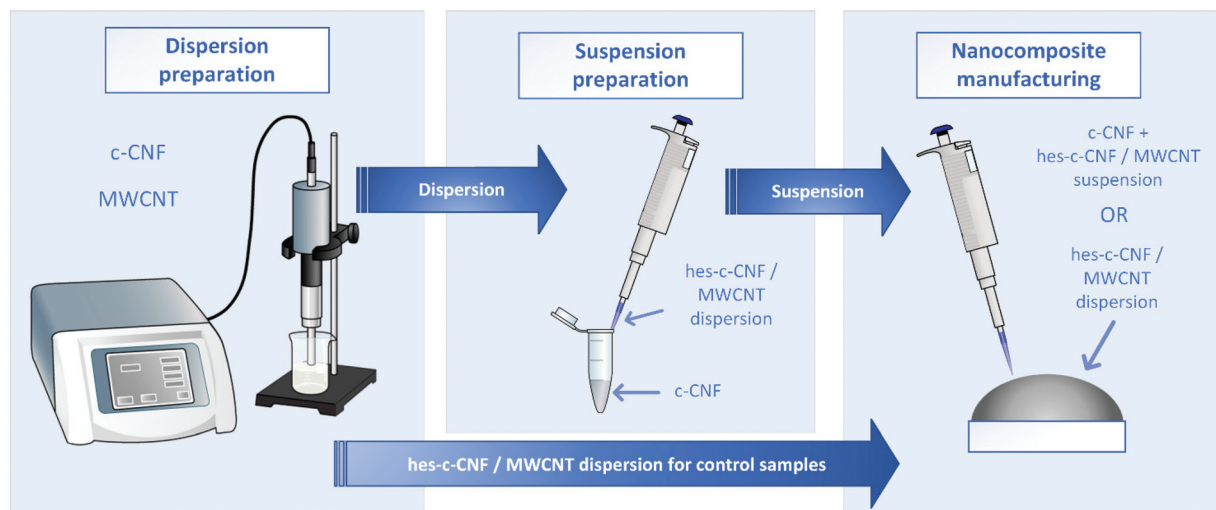 Dispersion
preparation
c-CNF
MWCNT
Dispersion
Suspension
preparation
hes-c-CNF /
MWCNT
dispersion
c-CNF
Suspension
Nanocomposite
manufacturing
c-CNF +
hes-c-CNF / MWCNT
suspension
OR
hes-c-CNF /
MWCNT
dispersion
hes-c-CNF / MWCNT dispersion for control samples